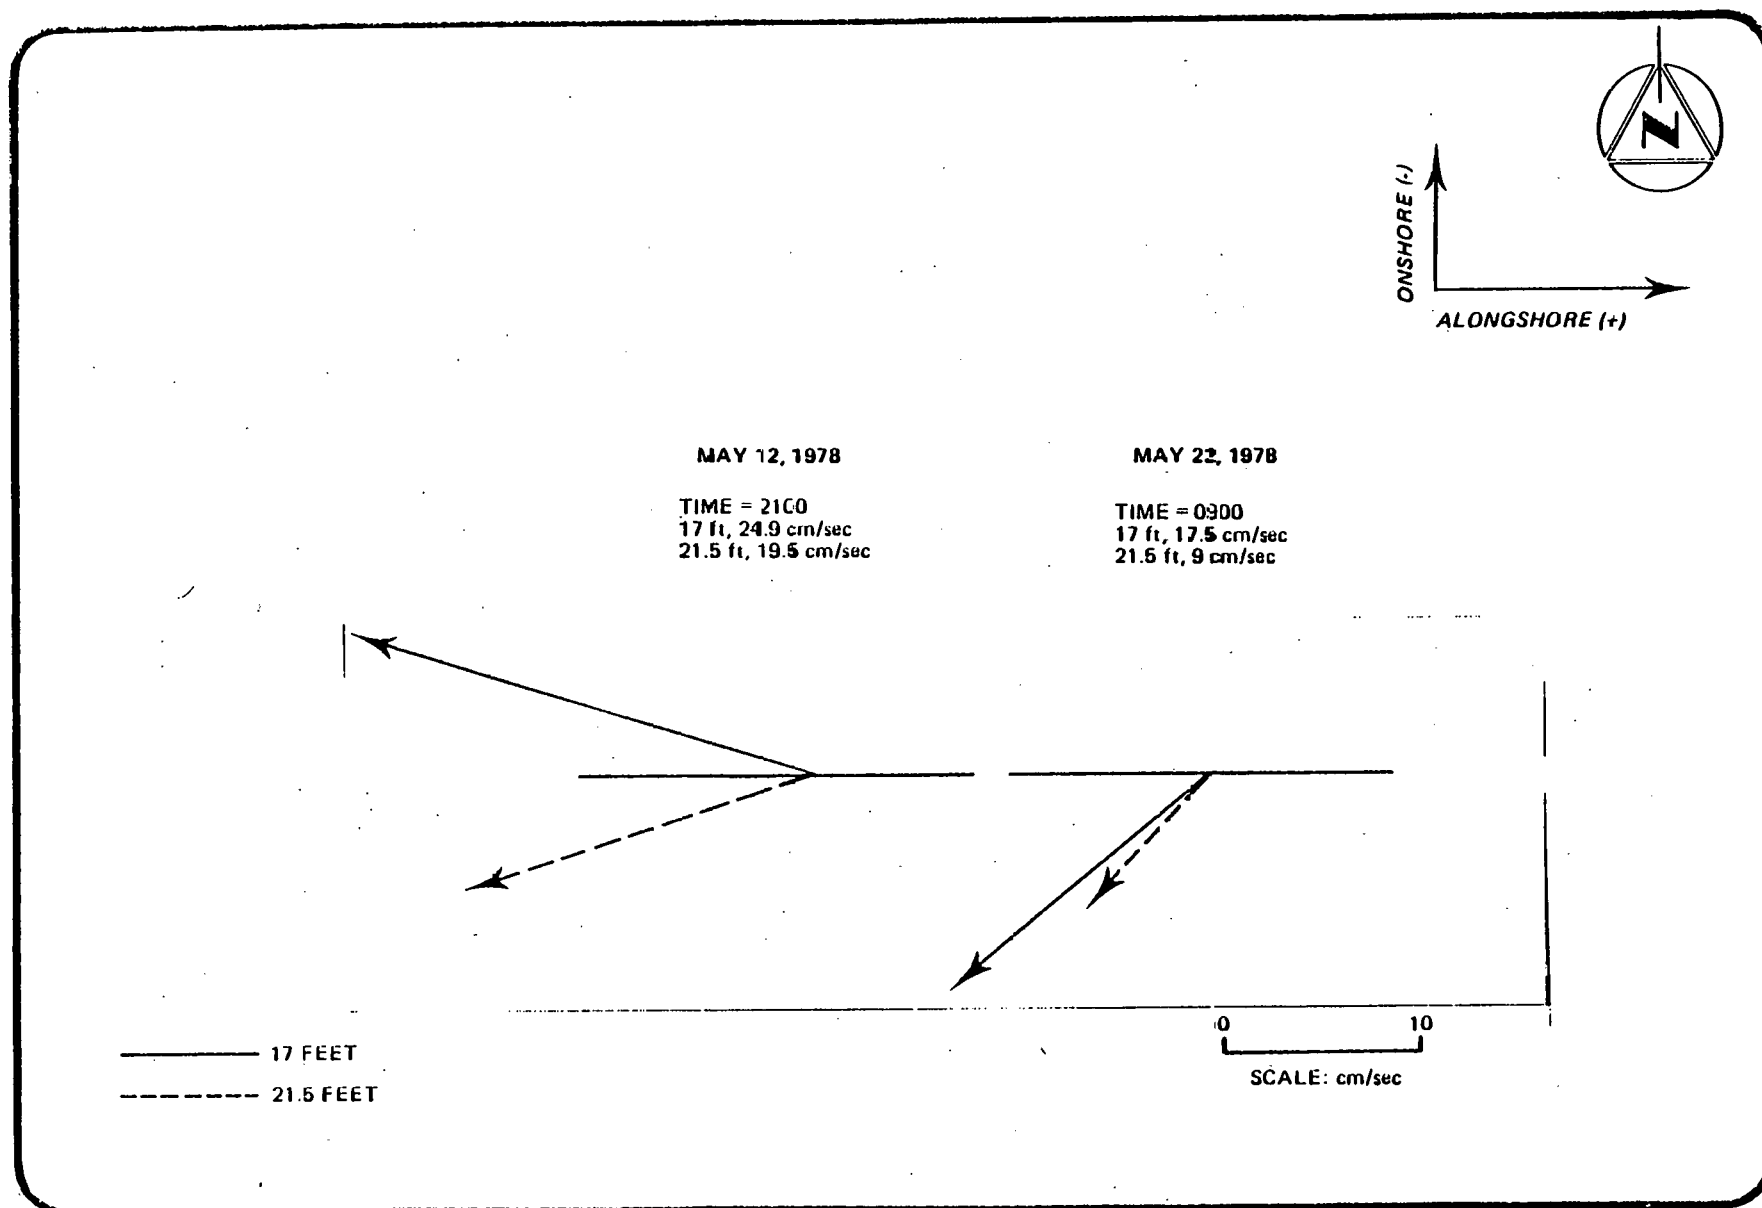 N
ONSHORE (-)
ALONGSHORE (+)
MAY 12, 1978
TIME = 2100
17 ft, 24.9 cm/sec
21.5 ft, 19.5 cm/sec
MAY 22, 1978
TIME = 0900
17 ft, 17.5 cm/sec
21.5 ft, 9 cm/sec
17 FEET
21.5 FEET
0 10
SCALE: cm/sec